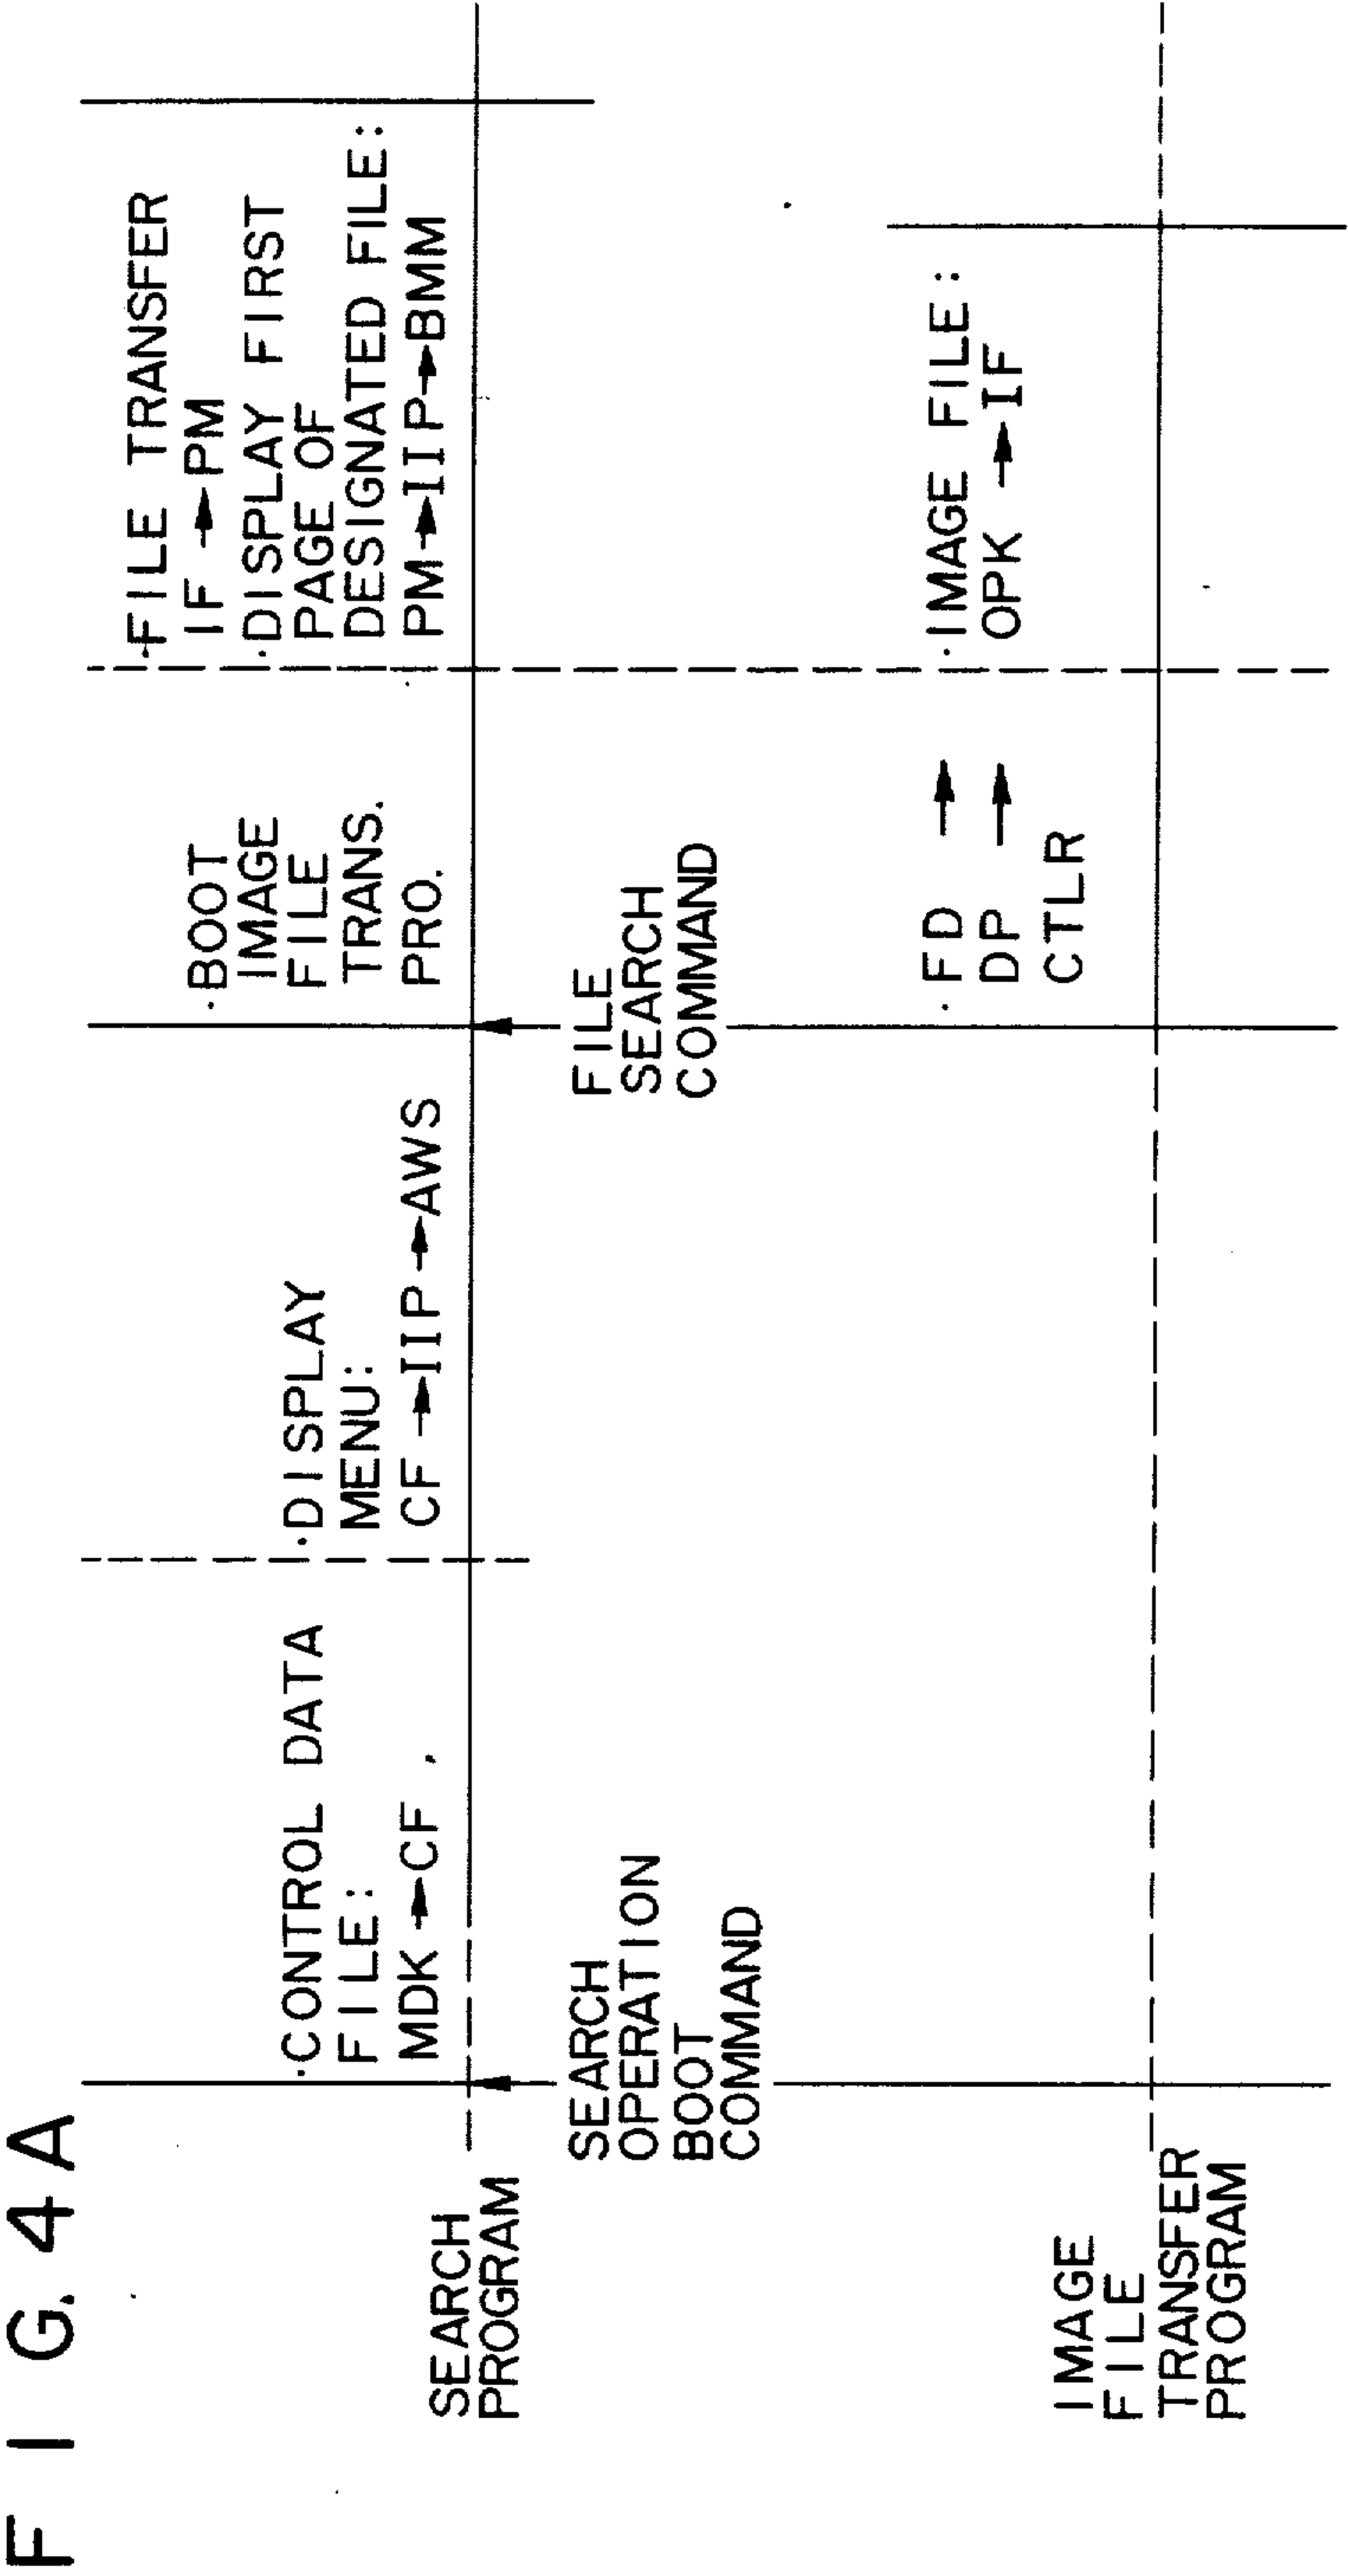 FIG. 4A
SEARCH
PROGRAM
·CONTROL DATA
FILE:
MDK→CF
·DISPLAY
MENU:
CF→IIP→AWS
·BOOT
IMAGE
FILE
TRANS.
PRO.
·FILE TRANSFER
IF→PM
·DISPLAY FIRST
PAGE OF
DESIGNATED FILE:
PM→IIP→BMM
SEARCH
OPERATION
BOOT
COMMAND
FILE
SEARCH
COMMAND
IMAGE
FILE
TRANSFER
PROGRAM
·FD →
DP →
CTLR
·IMAGE FILE:
OPK→IF